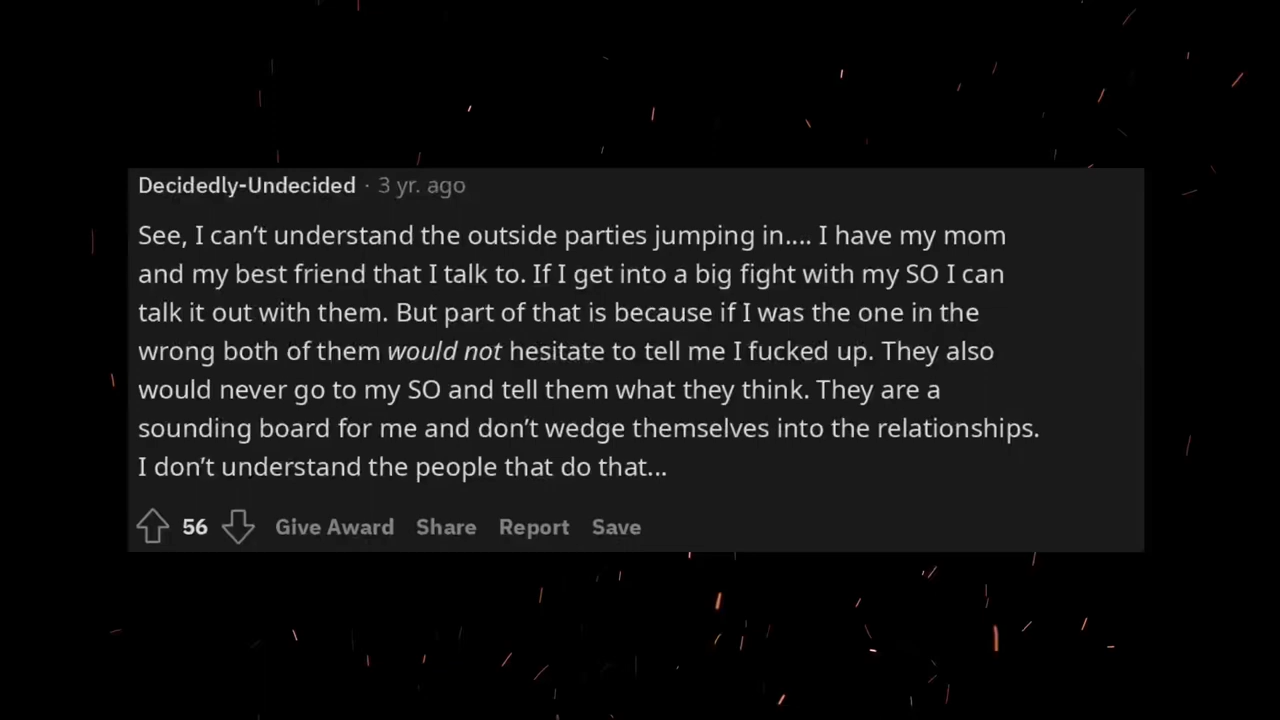 Decidedly-Undecided · 3 yr. ago
See, I can’t understand the outside parties jumping in.... I have my mom
and my best friend that I talk to. If I get into a big fight with my SO I can
talk it out with them. But part of that is because if I was the one in the
wrong both of them would not hesitate to tell me I fucked up. They also
would never go to my SO and tell them what they think. They are a
sounding board for me and don’t wedge themselves into the relationships.
I don’t understand the people that do that...
56 Give Award Share Report Save